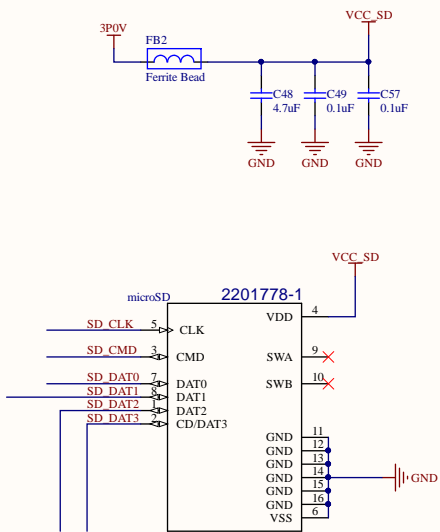 VCC_SD
3P0V
FB2
Ferrite Bead
C48
4.7uF
C49
0.1uF
C57
0.1uF
GND
GND
GND
VCC_SD
microSD
2201778-1
VDD
4
SD_CLK
5
CLK
SWA
9
SD_CMD
3
CMD
SWB
10
SD_DAT0
7
DAT0
SD_DAT1
8
DAT1
SD_DAT2
1
DAT2
SD_DAT3
2
CD/DAT3
GND
11
GND
12
GND
13
GND
14
GND
GND
15
GND
16
VSS
6